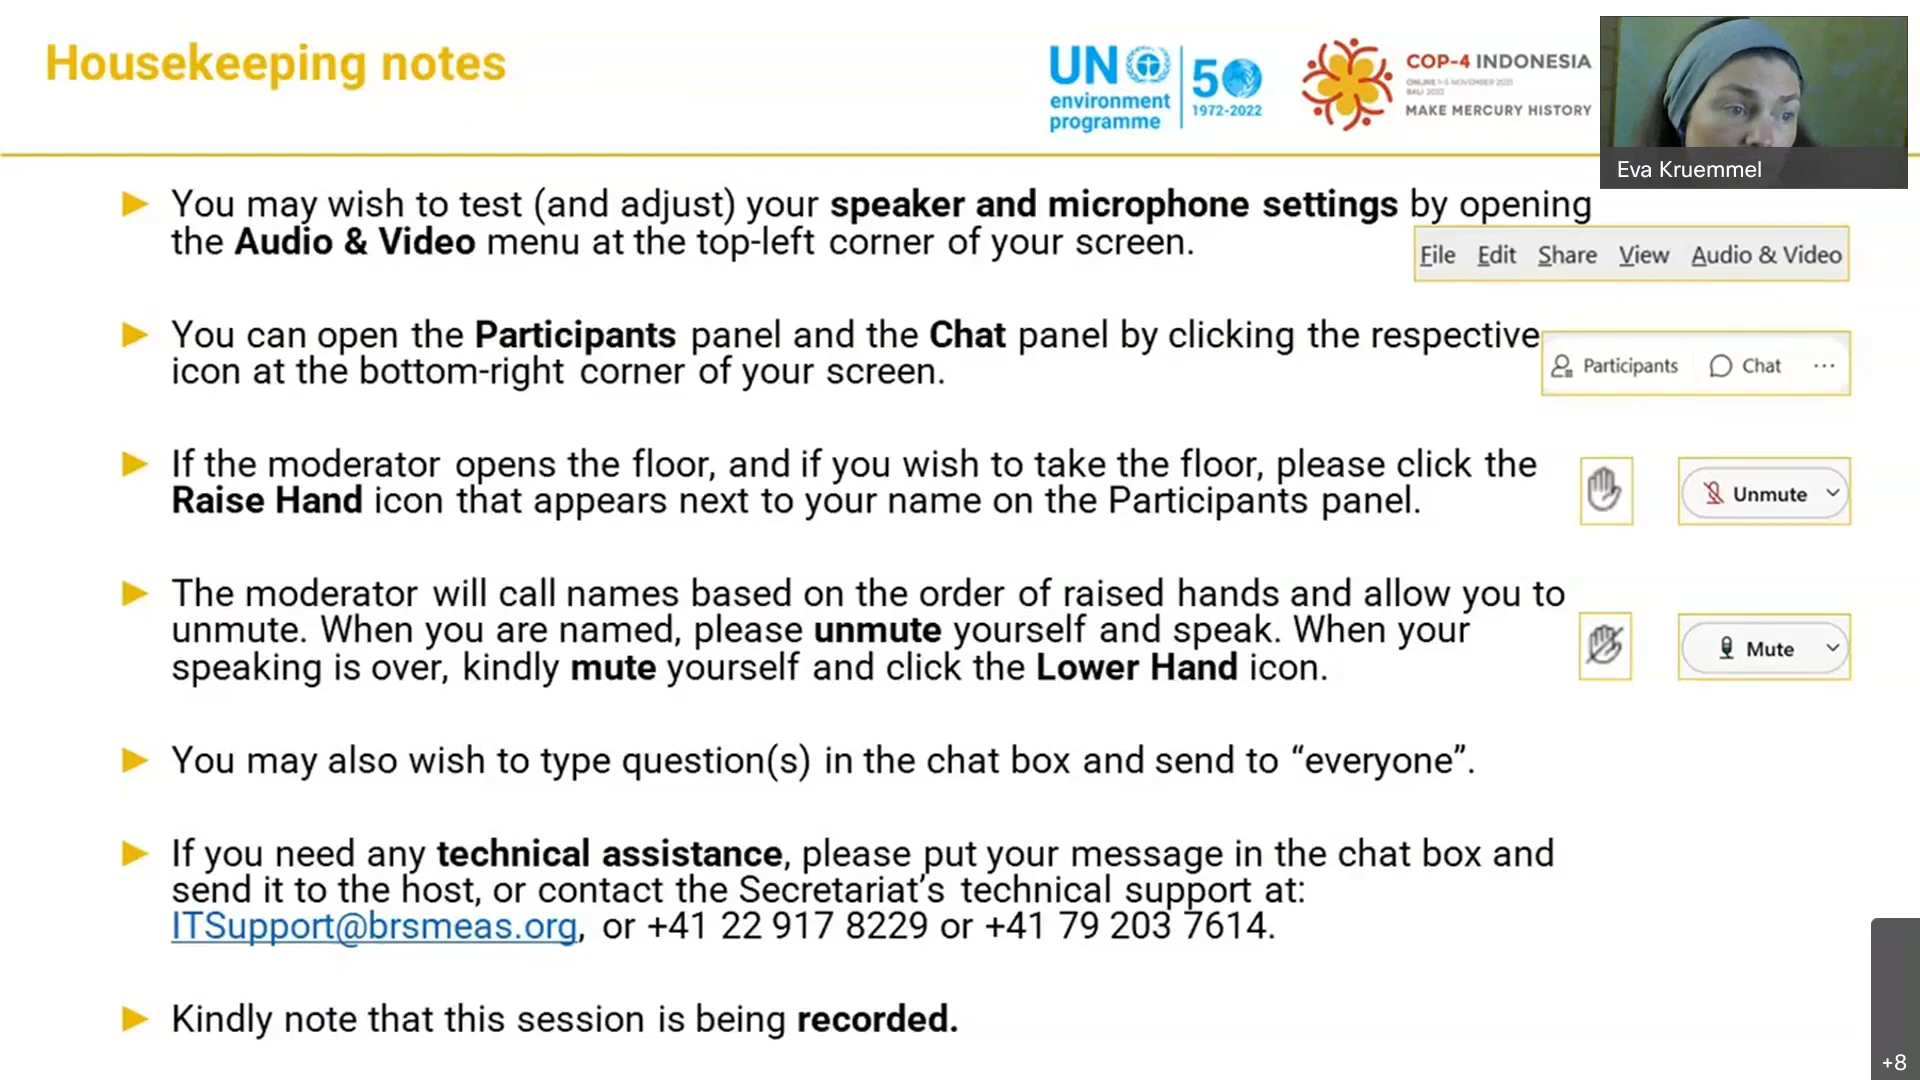 Housekeeping notes
UN
environment
programme
50
1972-2022
COP-4 INDONESIA
ONLINE 1-5 NOVEMBER 2021
BALI 2022
MAKE MERCURY HISTORY
Eva Kruemmel
You may wish to test (and adjust) your speaker and microphone settings by opening
the Audio & Video menu at the top-left corner of your screen.
File Edit Share View Audio & Video
You can open the Participants panel and the Chat panel by clicking the respective
icon at the bottom-right corner of your screen.
Participants Chat ...
If the moderator opens the floor, and if you wish to take the floor, please click the
Raise Hand icon that appears next to your name on the Participants panel.
Unmute
The moderator will call names based on the order of raised hands and allow you to
unmute. When you are named, please unmute yourself and speak. When your
speaking is over, kindly mute yourself and click the Lower Hand icon.
Mute
You may also wish to type question(s) in the chat box and send to “everyone”.
If you need any technical assistance, please put your message in the chat box and
send it to the host, or contact the Secretariat’s technical support at:
ITSupport@brsmeas.org, or +41 22 917 8229 or +41 79 203 7614.
Kindly note that this session is being recorded.
+8